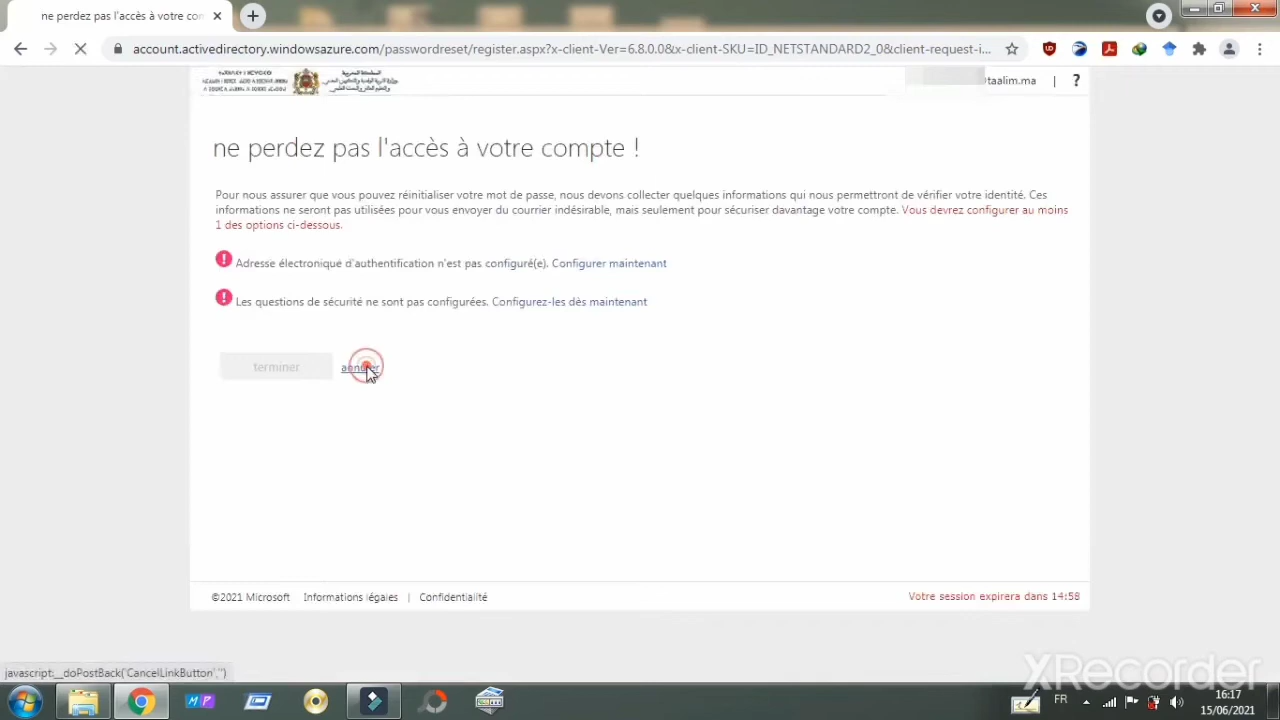 ne perdez pas l'accès à votre con
account.activedirectory.windowsazure.com/passwordreset/register.aspx?x-client-Ver=6.8.0.0&x-client-SKU=ID_NETSTANDARD2_0&client-request-i...
المملكة المغربية
taalim.ma | ?
ne perdez pas l'accès à votre compte !
Pour nous assurer que vous pouvez réinitialiser votre mot de passe, nous devons collecter quelques informations qui nous permettront de vérifier votre identité. Ces
informations ne seront pas utilisées pour vous envoyer du courrier indésirable, mais seulement pour sécuriser davantage votre compte. Vous devrez configurer au moins
1 des options ci-dessous.
! Adresse électronique d'authentification n'est pas configuré(e). Configurer maintenant
! Les questions de sécurité ne sont pas configurées. Configurez-les dès maintenant
terminer annuler
©2021 Microsoft Informations légales | Confidentialité Votre session expirera dans 14:58
javascript:__doPostBack('CancelLinkButton','')
XRecorder
MP FR 16:17
15/06/2021